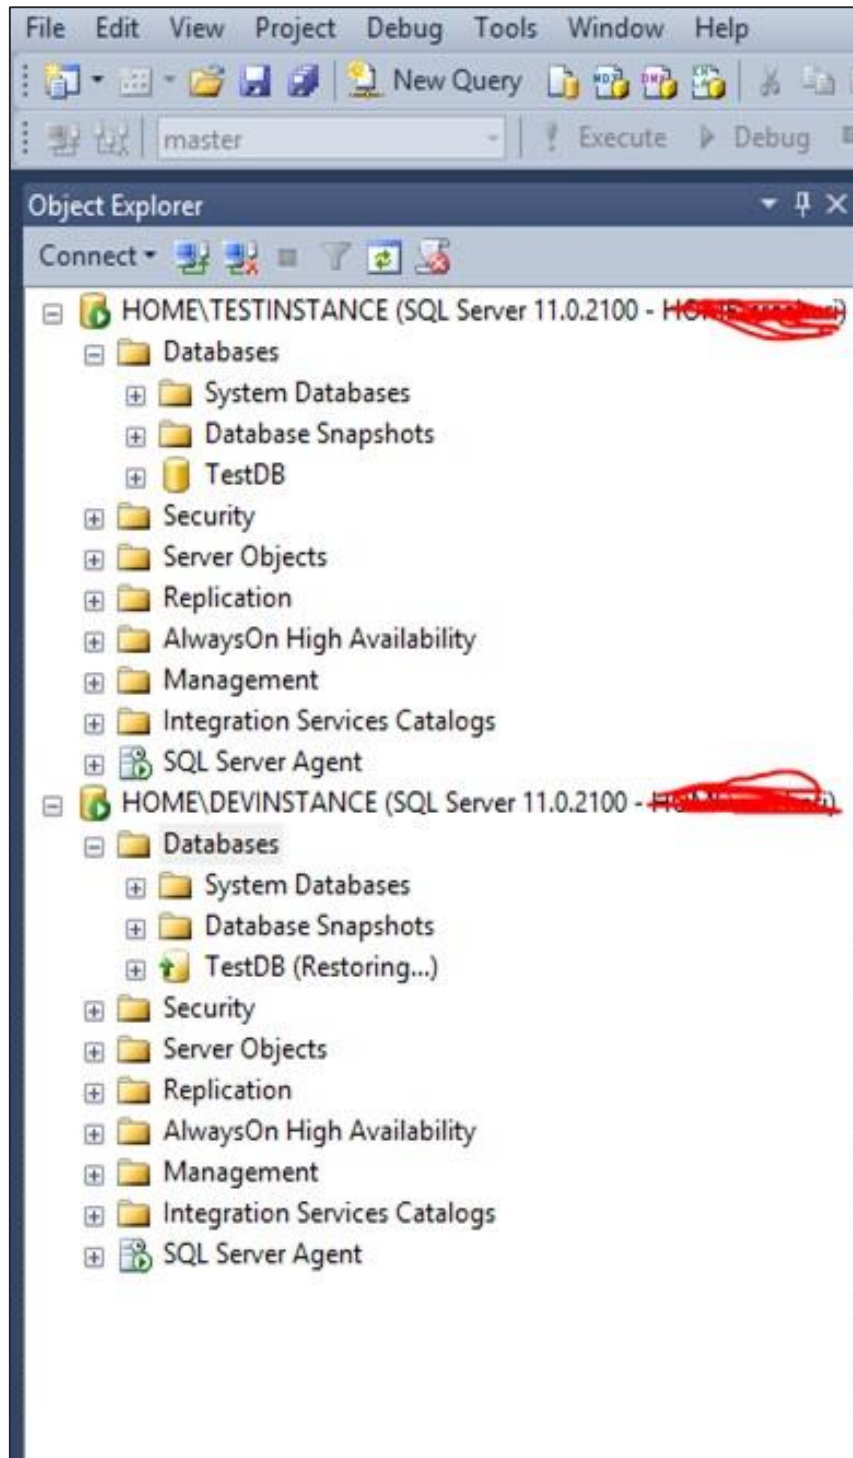 File Edit View Project Debug Tools Window Help
New Query
master Execute Debug
Object Explorer
Connect
HOME\TESTINSTANCE (SQL Server 11.0.2100 -
Databases
System Databases
Database Snapshots
TestDB
Security
Server Objects
Replication
AlwaysOn High Availability
Management
Integration Services Catalogs
SQL Server Agent
HOME\DEVINSTANCE (SQL Server 11.0.2100 -
Databases
System Databases
Database Snapshots
TestDB (Restoring...)
Security
Server Objects
Replication
AlwaysOn High Availability
Management
Integration Services Catalogs
SQL Server Agent